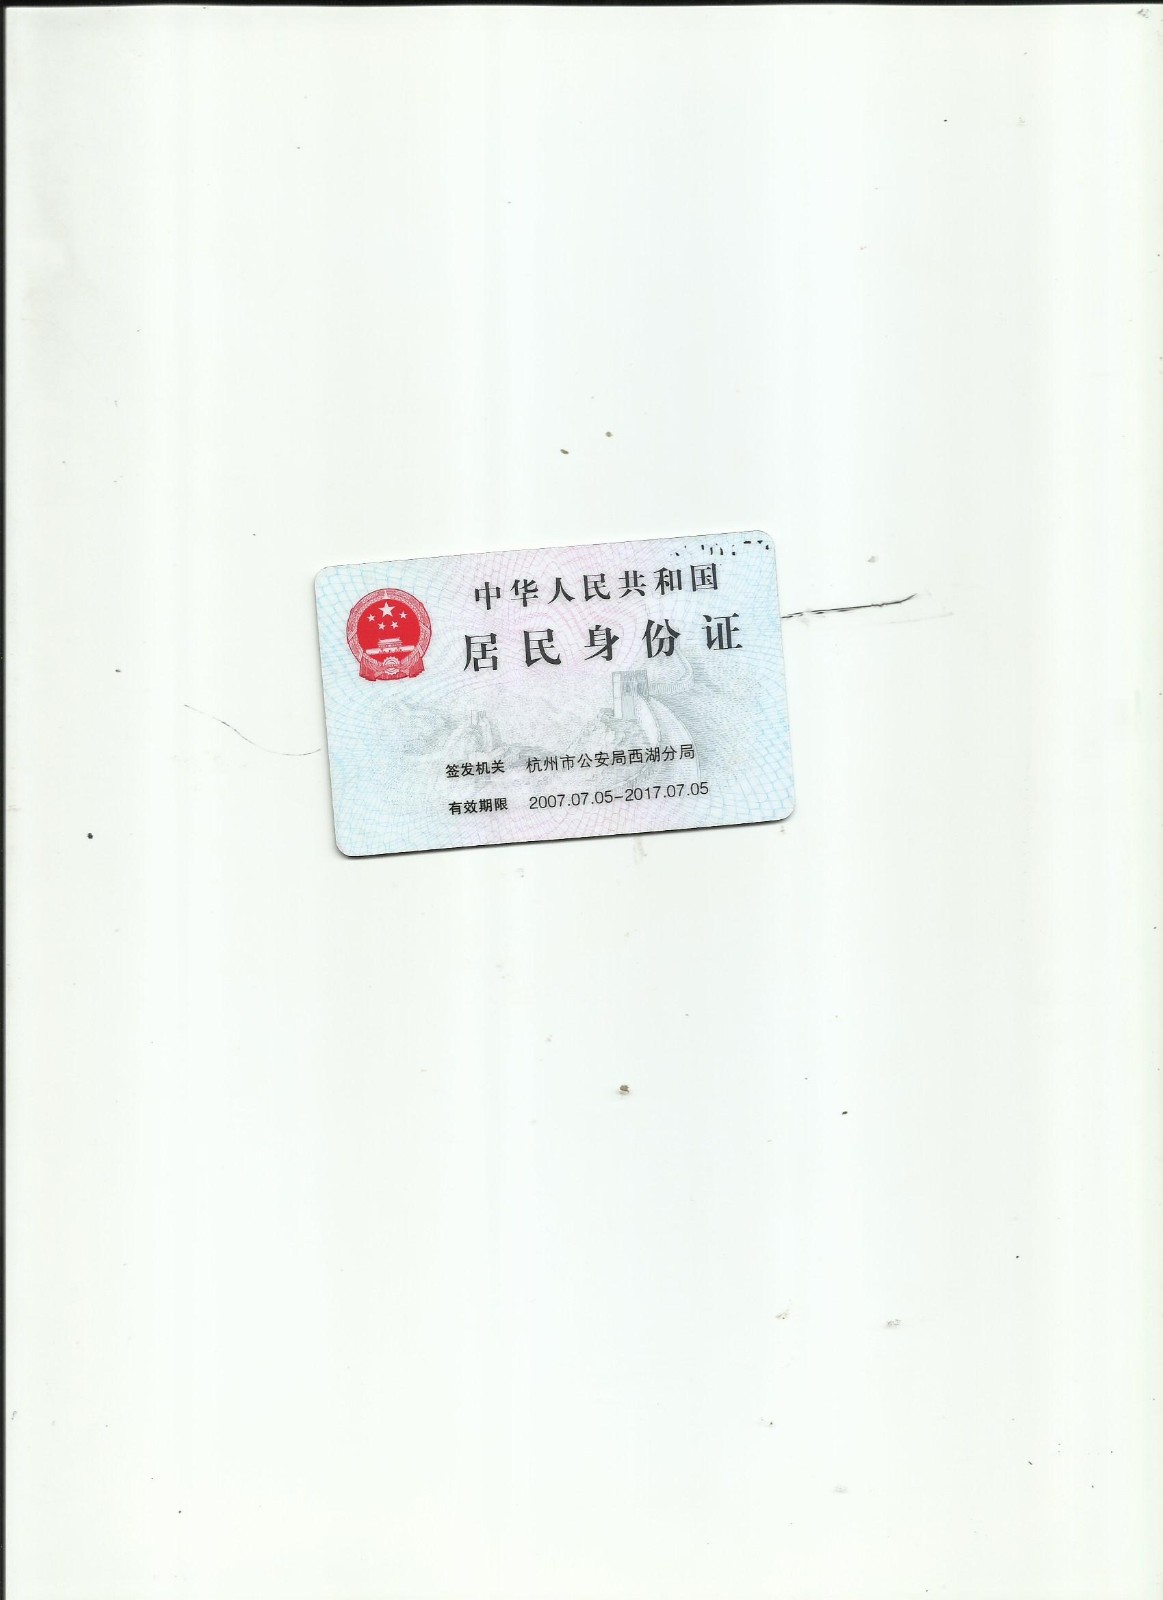 中华人民共和国
居民身份证
签发机关 杭州市公安局西湖分局
有效期限 2007.07.05-2017.07.05